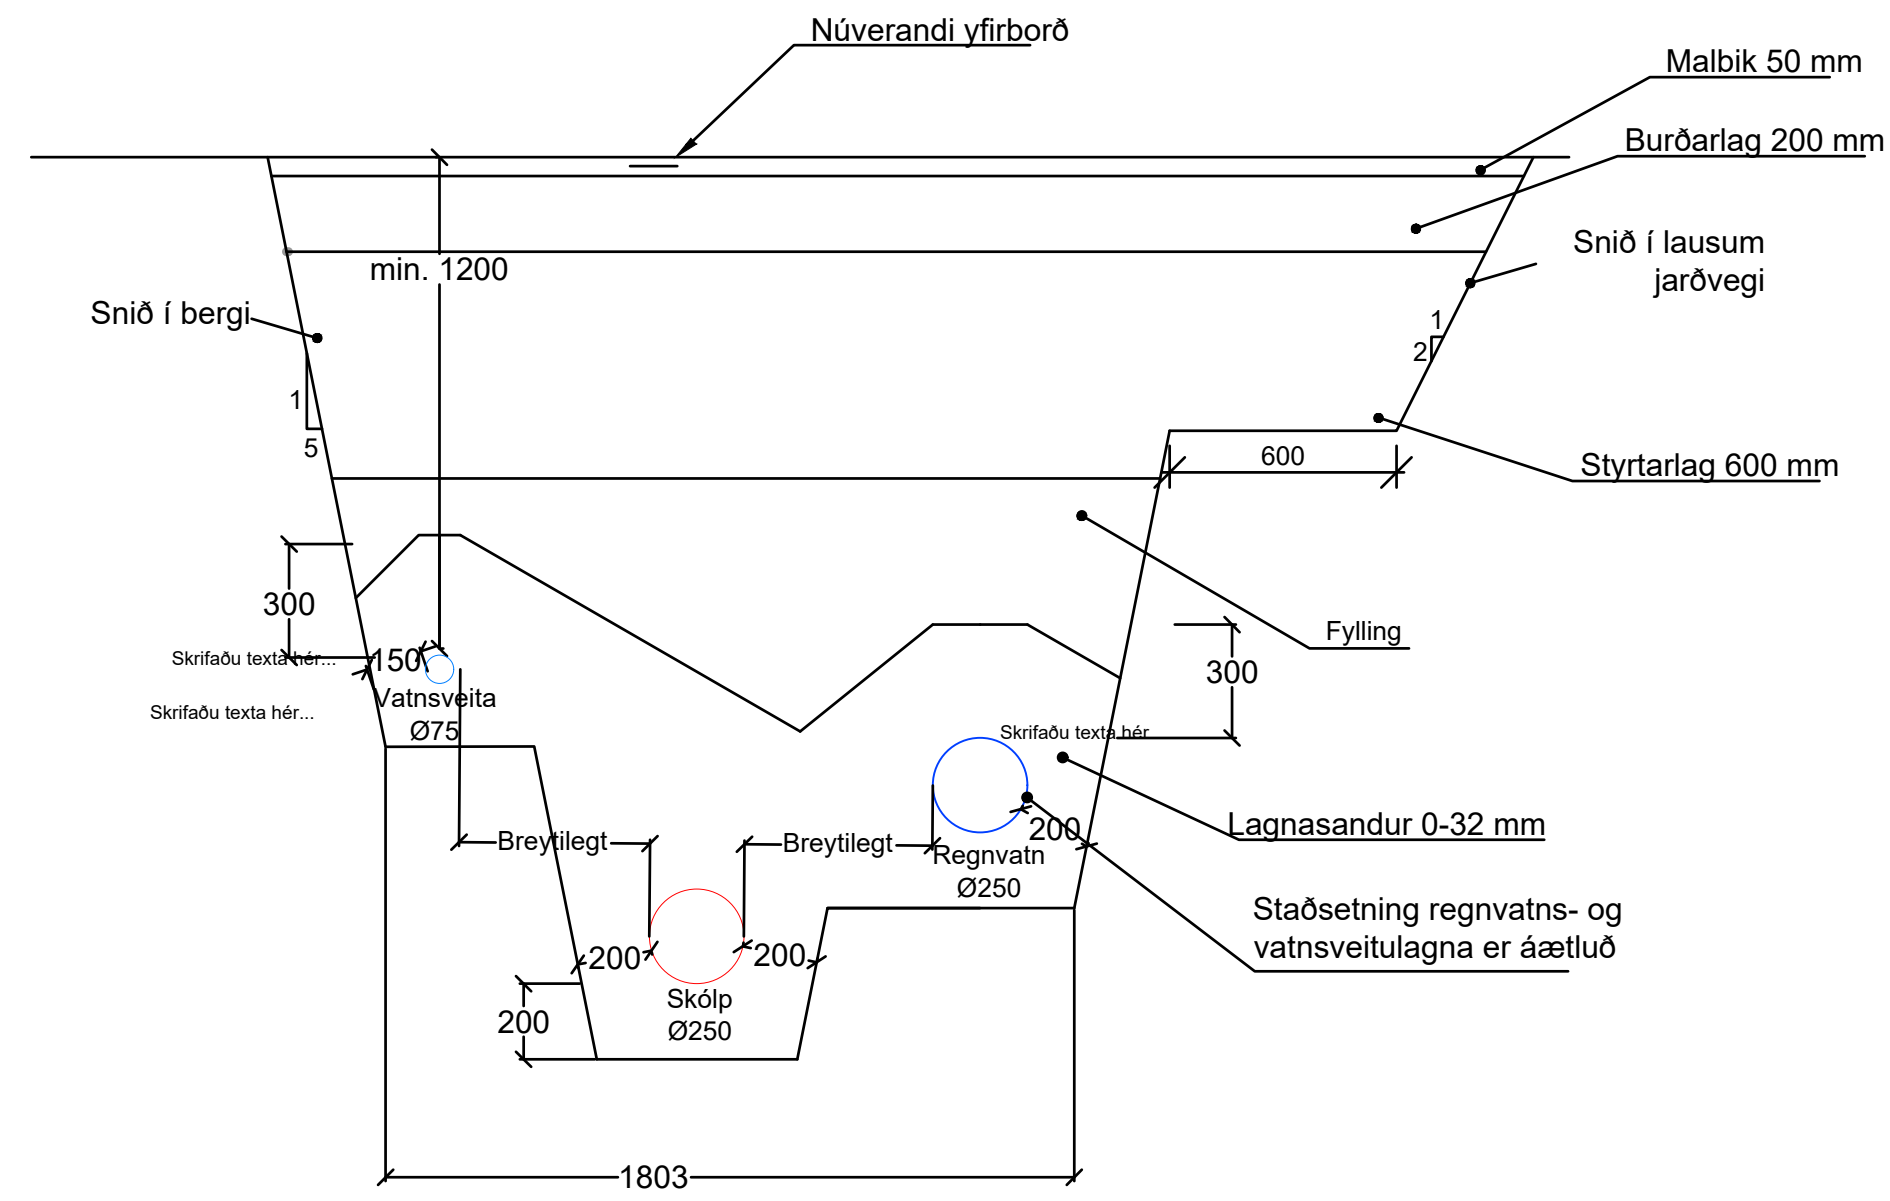 Núverandi yfirborð
Malbik 50 mm
Burðarlag 200 mm
Snið í lausum
jarðvegi
min. 1200
Snið í bergi
1
5
1
2
600
Styrtarlag 600 mm
300
Fylling
Skrifaðu texta hér...
150
300
Vatnsveita
Ø75
Skrifaðu texta hér...
Skrifaðu texta hér
Breytilegt
Breytilegt
200
Lagnasandur 0-32 mm
Regnvatn
Ø250
Staðsetning regnvatns- og
vatnsveitulagna er áætluð
200
200
Skólp
Ø250
200
1803